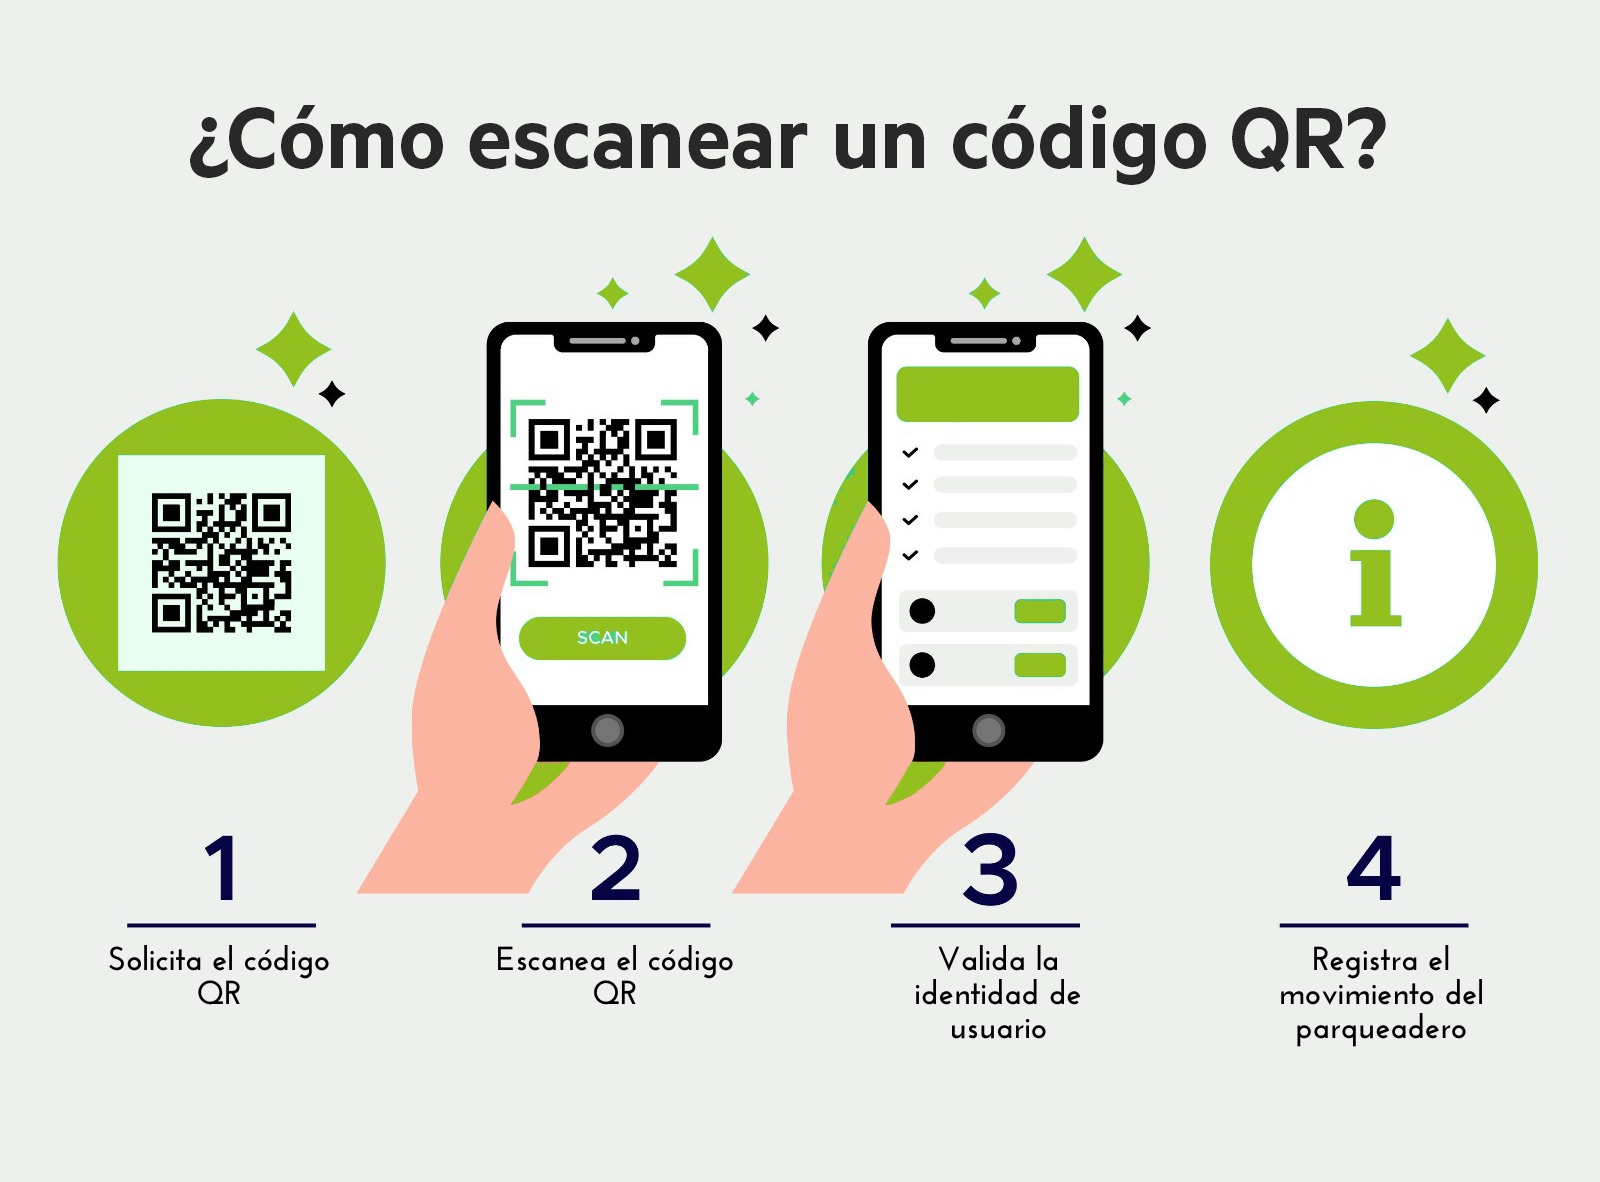 ¿Cómo escanear un código QR?
SCAN
1
Solicita el código
QR
2
Escanea el código
QR
3
Valida la
identidad de
usuario
4
Registra el
movimiento del
parqueadero